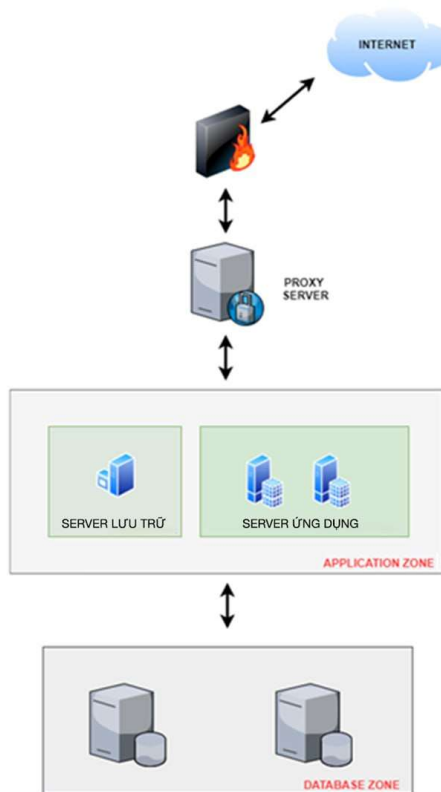 INTERNET
PROXY
SERVER
SERVER LƯU TRỮ
SERVER ỨNG DỤNG
APPLICATION ZONE
DATABASE ZONE